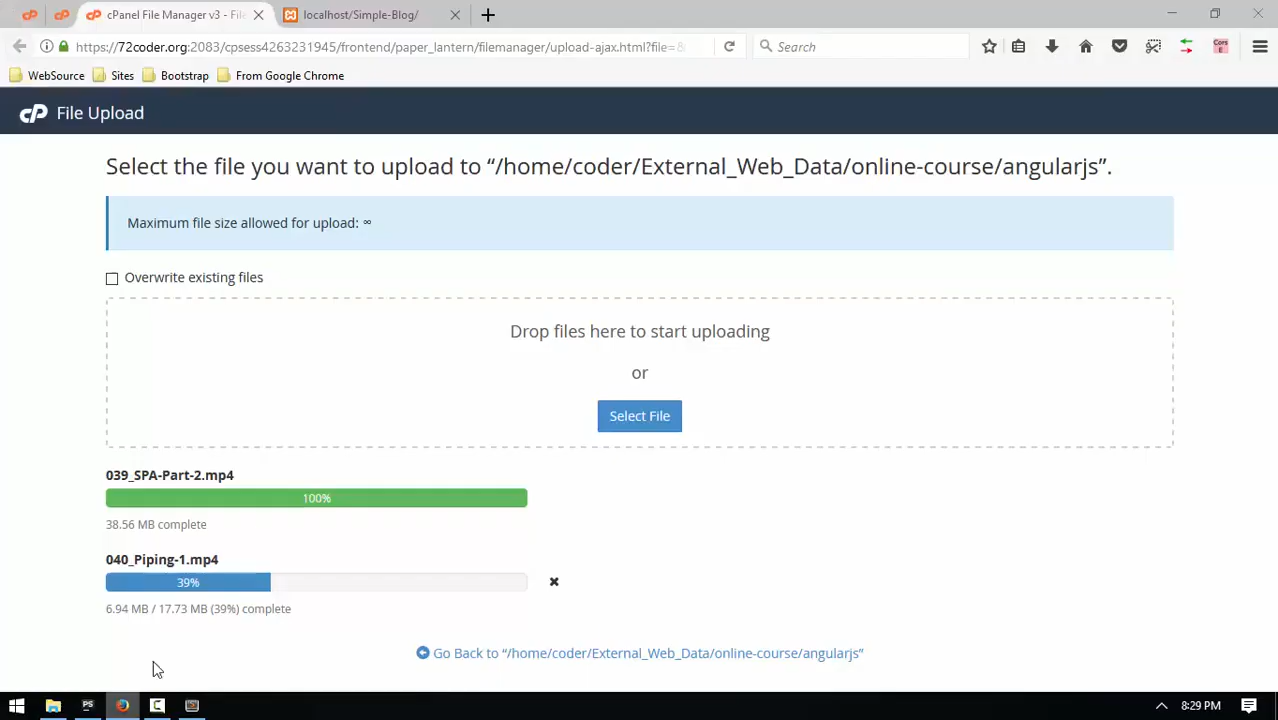 cPanel File Manager v3 - File
localhost/Simple-Blog/
https://72coder.org:2083/cpsess4263231945/frontend/paper_lantern/filemanager/upload-ajax.html?file=&
Search
WebSource
Sites
Bootstrap
From Google Chrome
cP File Upload
Select the file you want to upload to “/home/coder/External_Web_Data/online-course/angularjs”.
Maximum file size allowed for upload: ∞
Overwrite existing files
Drop files here to start uploading
or
Select File
039_SPA-Part-2.mp4
100%
38.56 MB complete
040_Piping-1.mp4
39%
6.94 MB / 17.73 MB (39%) complete
Go Back to “/home/coder/External_Web_Data/online-course/angularjs”
PS
8:29 PM